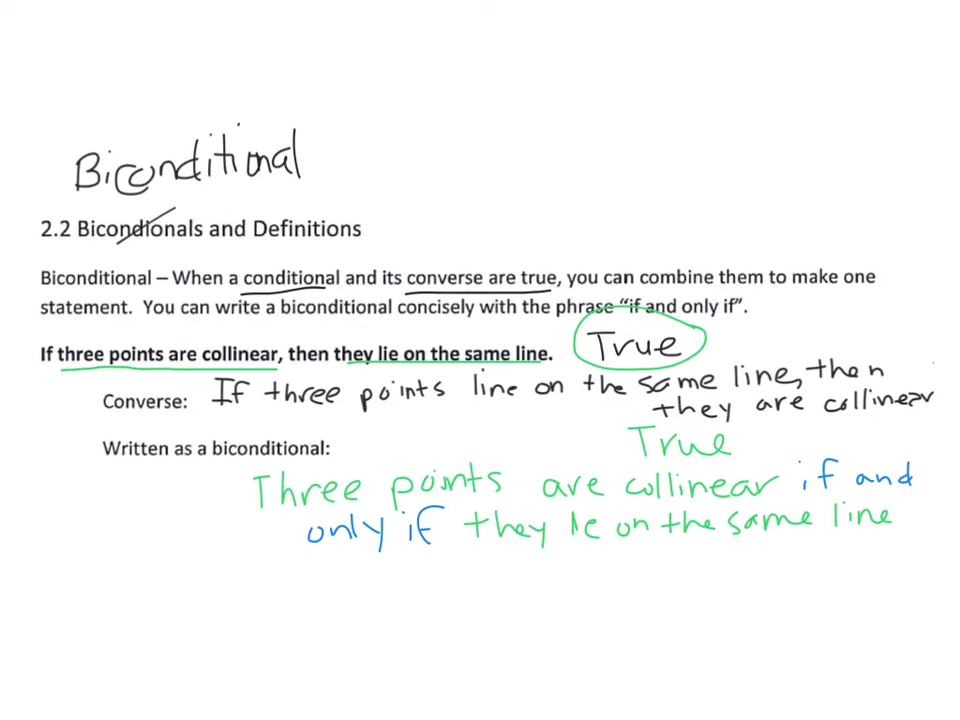 Biconditional
2.2 Bicondtionals and Definitions
Biconditional – When a conditional and its converse are true, you can combine them to make one
statement. You can write a biconditional concisely with the phrase “if and only if”.
If three points are collinear, then they lie on the same line. True
Converse: If three points line on the same line, then
they are collinear
True
Written as a biconditional:
Three points are collinear if and
only if they le on the same line